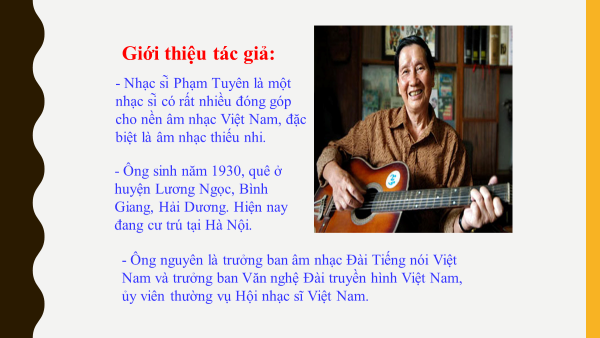 Giới thiệu tác giả:
- Nhạc sĩ Phạm Tuyên là một
nhạc sĩ có rất nhiều đóng góp
cho nền âm nhạc Việt Nam, đặc
biệt là âm nhạc thiếu nhi.
- Ông sinh năm 1930, quê ở
huyện Lương Ngọc, Bình
Giang, Hải Dương. Hiện nay
đang cư trú tại Hà Nội.
- Ông nguyên là trưởng ban âm nhạc Đài Tiếng nói Việt
Nam và trưởng ban Văn nghệ Đài truyền hình Việt Nam,
ủy viên thường vụ Hội nhạc sĩ Việt Nam.